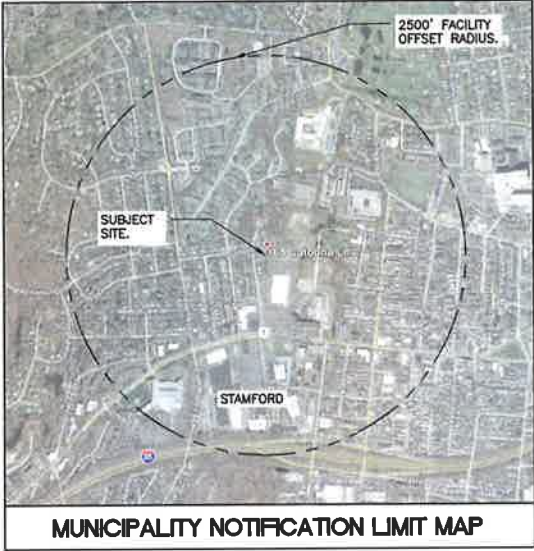 2500' FACILITY
OFFSET RADIUS.
SUBJECT
SITE.
STAMFORD
MUNICIPALITY NOTIFICATION LIMIT MAP